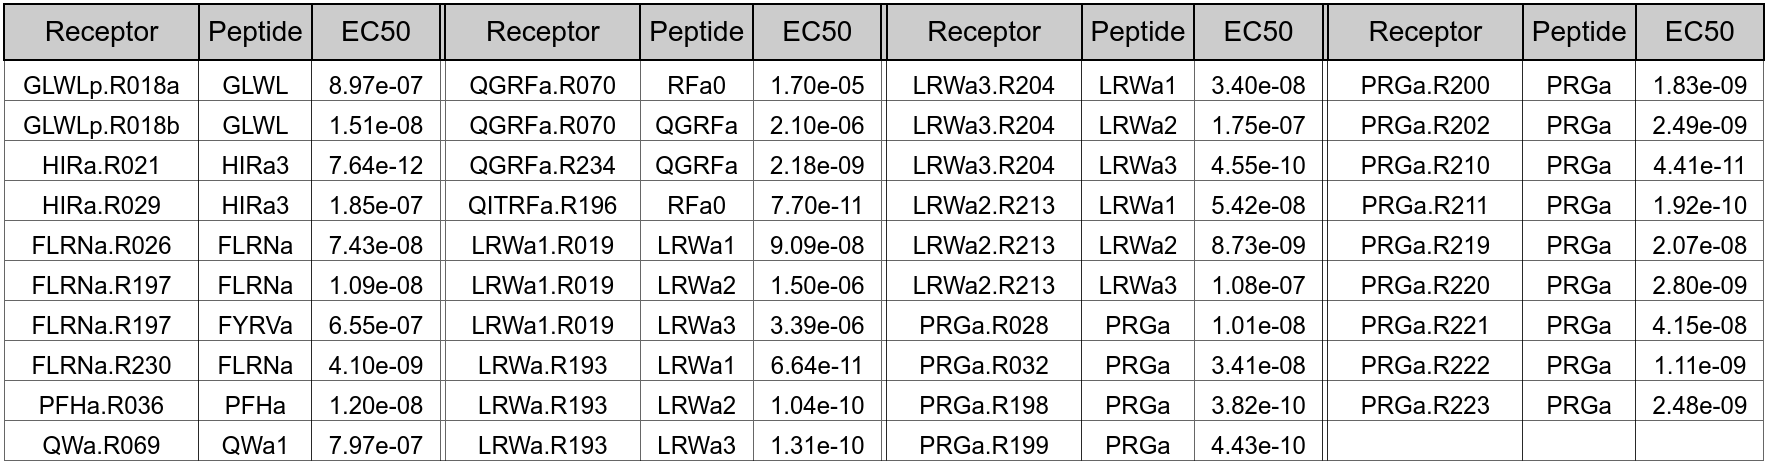 Receptor Peptide EC50 Receptor Peptide EC50 Receptor Peptide EC50 Receptor Peptide EC50
GLWLp.R018a GLWL 8.97e-07 QGRFa.R070 RFa0 1.70e-05 LRWa3.R204 LRWa1 3.40e-08 PRGa.R200 PRGa 1.83e-09
GLWLp.R018b GLWL 1.51e-08 QGRFa.R070 QGRFa 2.10e-06 LRWa3.R204 LRWa2 1.75e-07 PRGa.R202 PRGa 2.49e-09
HIRa.R021 HIRa3 7.64e-12 QGRFa.R234 QGRFa 2.18e-09 LRWa3.R204 LRWa3 4.55e-10 PRGa.R210 PRGa 4.41e-11
HIRa.R029 HIRa3 1.85e-07 QITRFa.R196 RFa0 7.70e-11 LRWa2.R213 LRWa1 5.42e-08 PRGa.R211 PRGa 1.92e-10
FLRNa.R026 FLRNa 7.43e-08 LRWa1.R019 LRWa1 9.09e-08 LRWa2.R213 LRWa2 8.73e-09 PRGa.R219 PRGa 2.07e-08
FLRNa.R197 FLRNa 1.09e-08 LRWa1.R019 LRWa2 1.50e-06 LRWa2.R213 LRWa3 1.08e-07 PRGa.R220 PRGa 2.80e-09
FLRNa.R197 FYRVa 6.55e-07 LRWa1.R019 LRWa3 3.39e-06 PRGa.R028 PRGa 1.01e-08 PRGa.R221 PRGa 4.15e-08
FLRNa.R230 FLRNa 4.10e-09 LRWa.R193 LRWa1 6.64e-11 PRGa.R032 PRGa 3.41e-08 PRGa.R222 PRGa 1.11e-09
PFHa.R036 PFHa 1.20e-08 LRWa.R193 LRWa2 1.04e-10 PRGa.R198 PRGa 3.82e-10 PRGa.R223 PRGa 2.48e-09
QWa.R069 QWa1 7.97e-07 LRWa.R193 LRWa3 1.31e-10 PRGa.R199 PRGa 4.43e-10